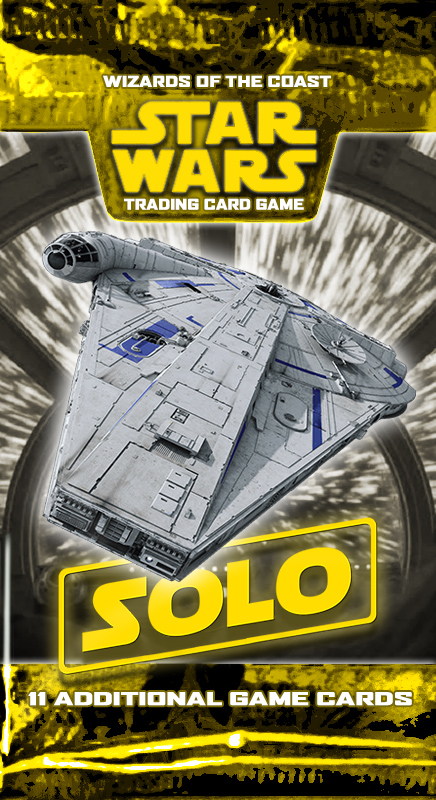 WIZARDS OF THE COAST
STAR
WARS
TRADING CARD GAME
SOLO
11 ADDITIONAL GAME CARDS